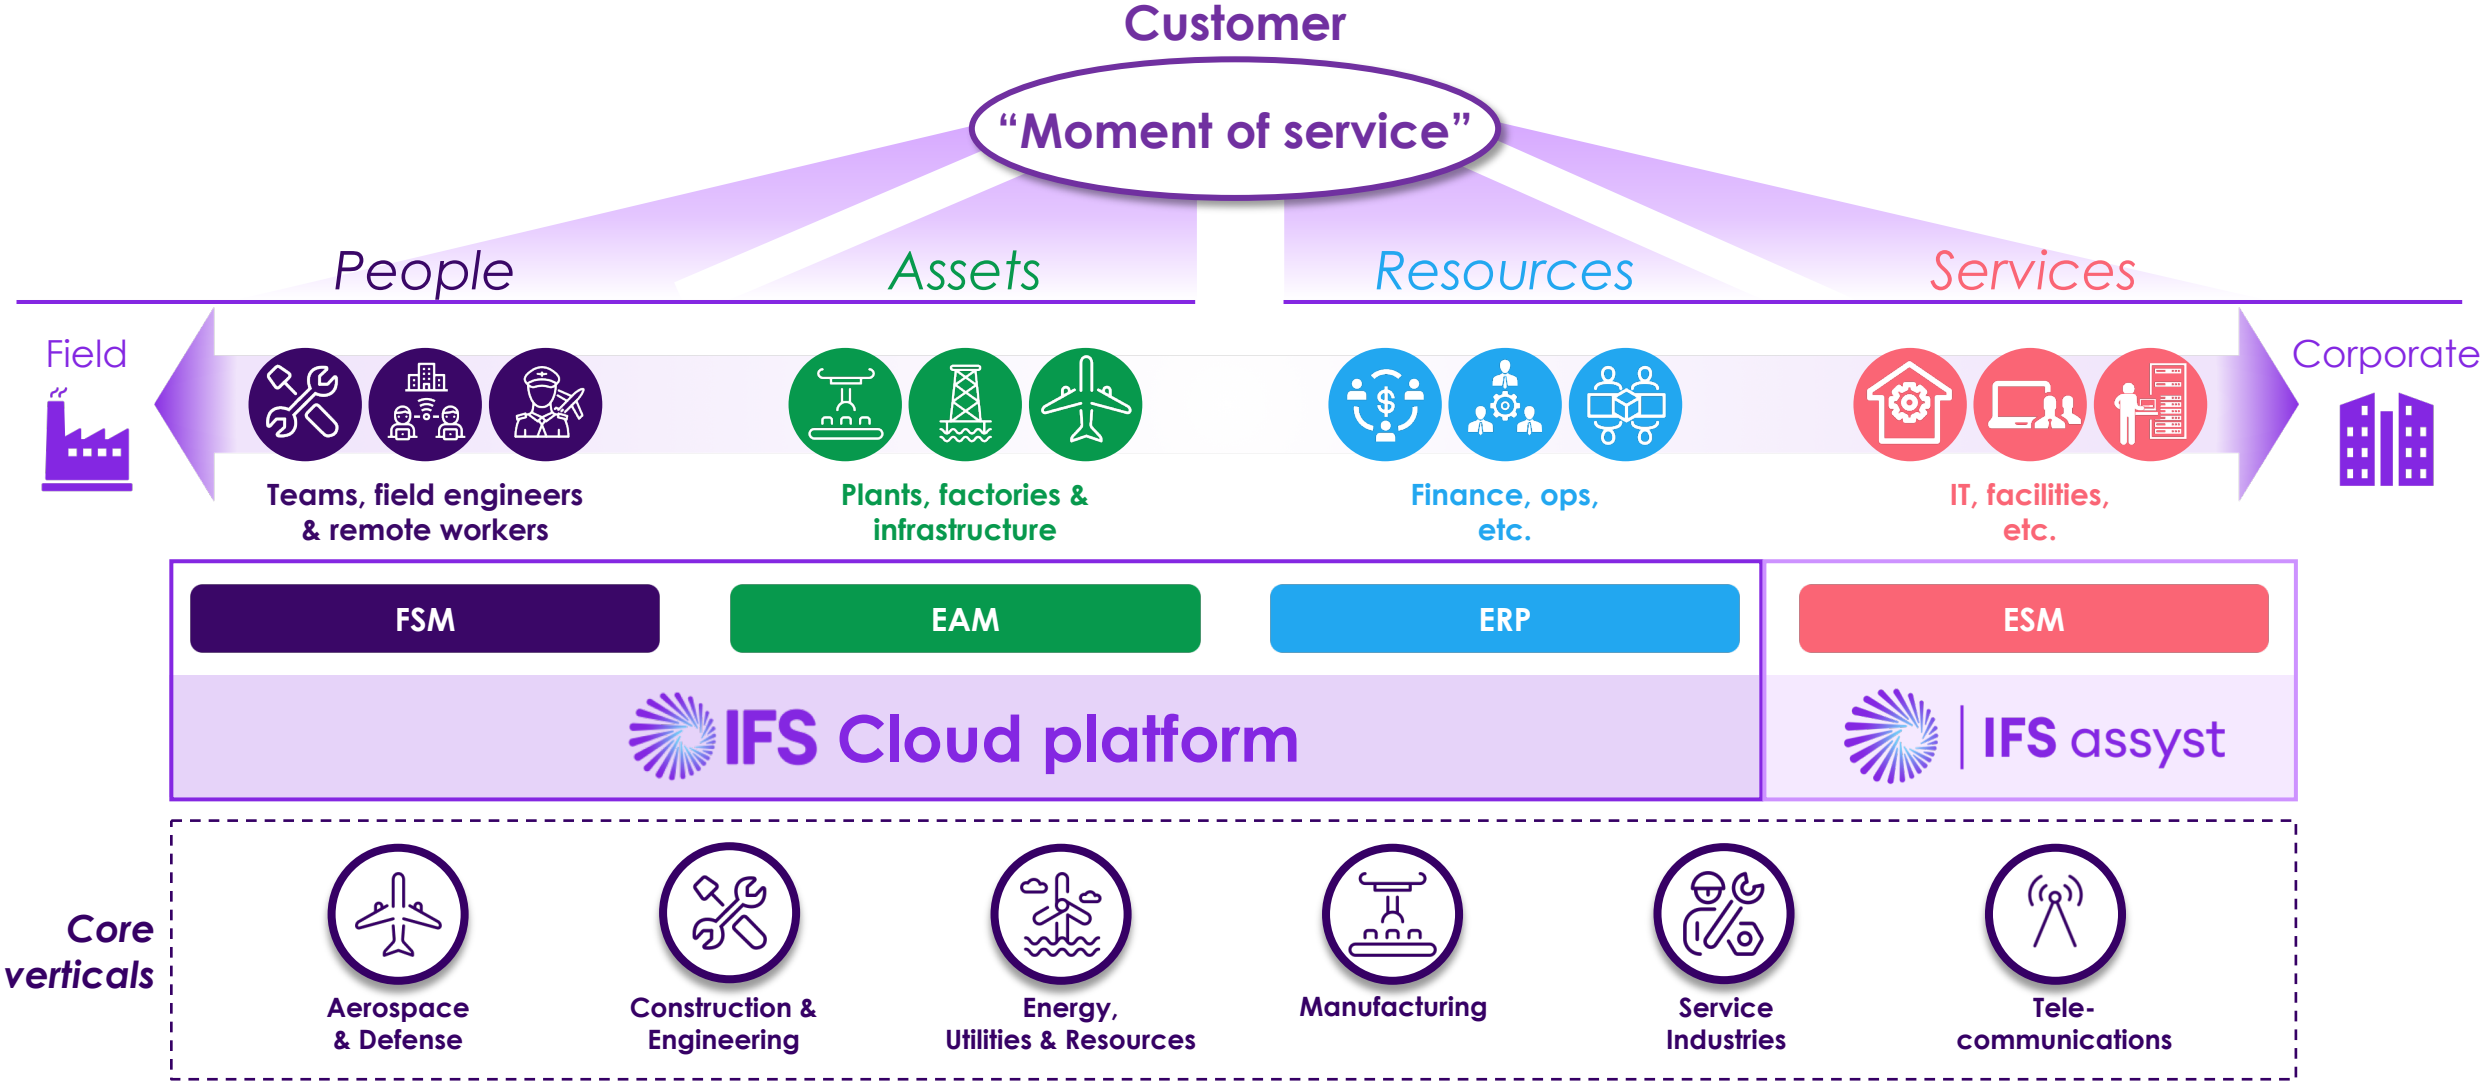 Customer
“Moment of service”
People
Assets
Resources
Services
Field
Corporate
Teams, field engineers
& remote workers
Plants, factories &
infrastructure
Finance, ops,
etc.
IT, facilities,
etc.
FSM
EAM
ERP
ESM
IFS Cloud platform
IFS assyst
Core
verticals
Aerospace
& Defense
Construction &
Engineering
Energy,
Utilities & Resources
Manufacturing
Service
Industries
Tele-
communications